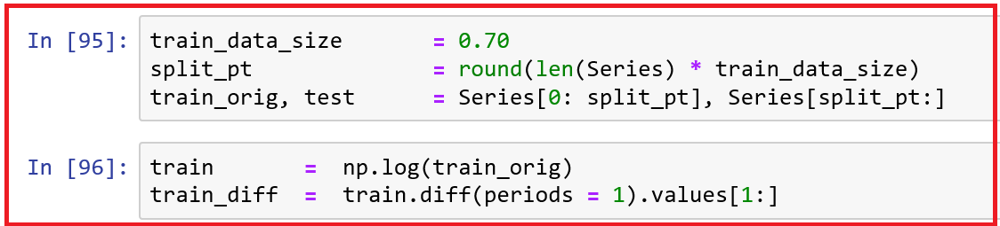 In [95]: train_data_size       = 0.70
         split_pt              = round(len(Series) * train_data_size)
         train_orig, test      = Series[0: split_pt], Series[split_pt:]
In [96]: train       =  np.log(train_orig)
         train_diff  =  train.diff(periods = 1).values[1:]